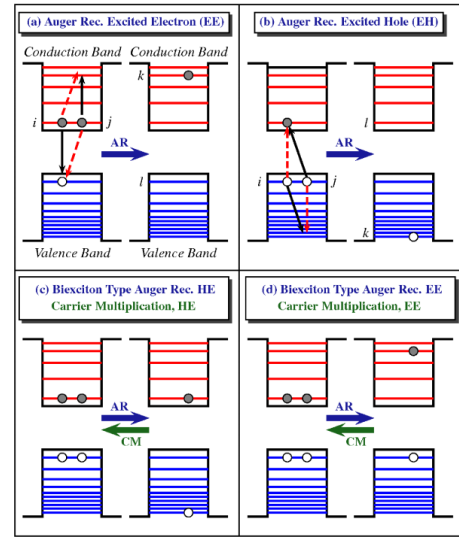 (a) Auger Rec. Excited Electron (EE)
Conduction Band Conduction Band
k
i
j
AR
l
Valence Band Valence Band
(b) Auger Rec. Excited Hole (EH)
l
AR
i
j
k
(c) Biexciton Type Auger Rec. HE
Carrier Multiplication, HE
AR
CM
(d) Biexciton Type Auger Rec. EE
Carrier Multiplication, EE
AR
CM